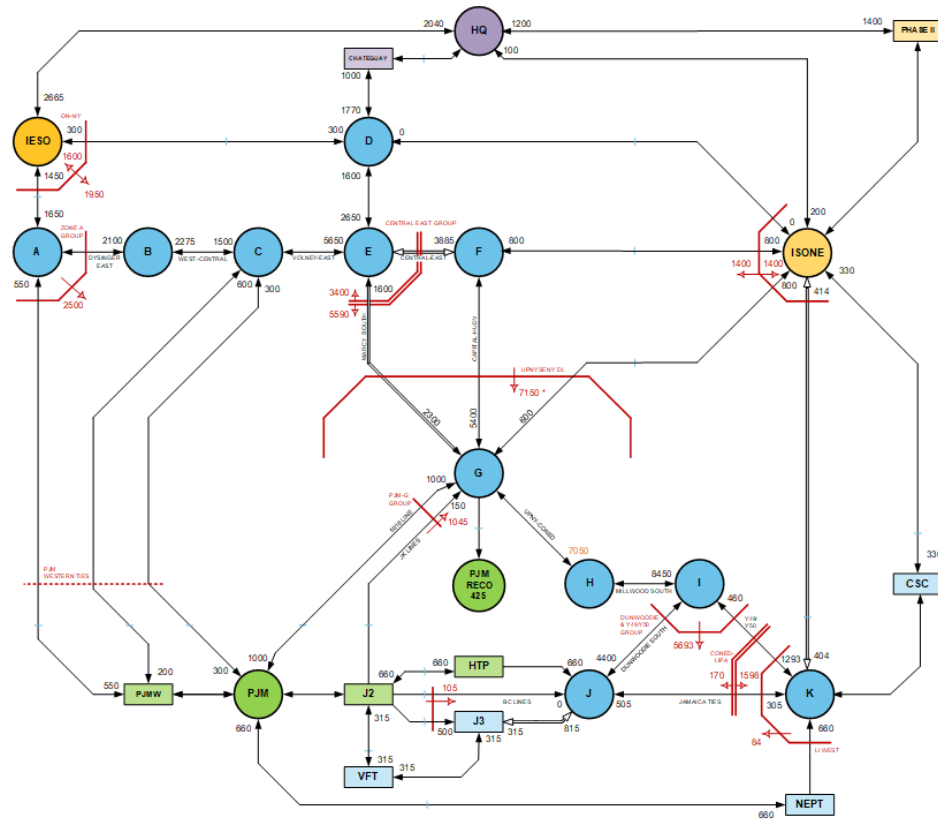 2040
HQ
1200
1400
PHASE II
100
CHATEGUAY
1000
2665
ON-NY
1770
IESO
300
300
D
0
1600
1450
1950
1600
1650
2650
CENTRAL EAST GROUP
200
0
ZONE A
GROUP
A
2100
B
2275
1500
C
5650
E
3885
F
800
800
ISONE
DYSINGER
EAST
WEST-CENTRAL
VOLNEY-EAST
CENTRAL-EAST
1400
1400
330
550
600
300
1600
800
414
2500
3400
5590
MARCY SOUTH
CAPITAL-HUDV
UPNYSENY DL
7150 *
2300
5400
600
G
1000
150
PJM-G
GROUP
1045
5018 LINE
JK LINES
UPNY-CONED
PJM
WESTERN TIES
PJM
RECO
425
7050
H
8450
I
MILLWOOD SOUTH
330
CSC
DUNWOODIE
& Y49/Y50
GROUP
460
5693
Y49
Y50
DUNWOODIE SOUTH
CONED-
LIPA
660
HTP
660
4400
1293
404
170
1598
550
PJMW
200
300
1000
PJM
J2
660
105
BC LINES
0
J
505
JAMAICA TIES
305
K
660
315
500
J3
315
815
660
84
LI WEST
315
315
VFT
315
660
NEPT